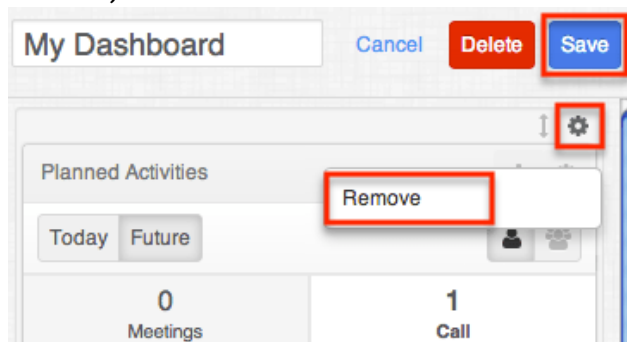 My Dashboard Cancel Delete Save
Planned Activities
Remove
Today Future
0 1
Meetings Call